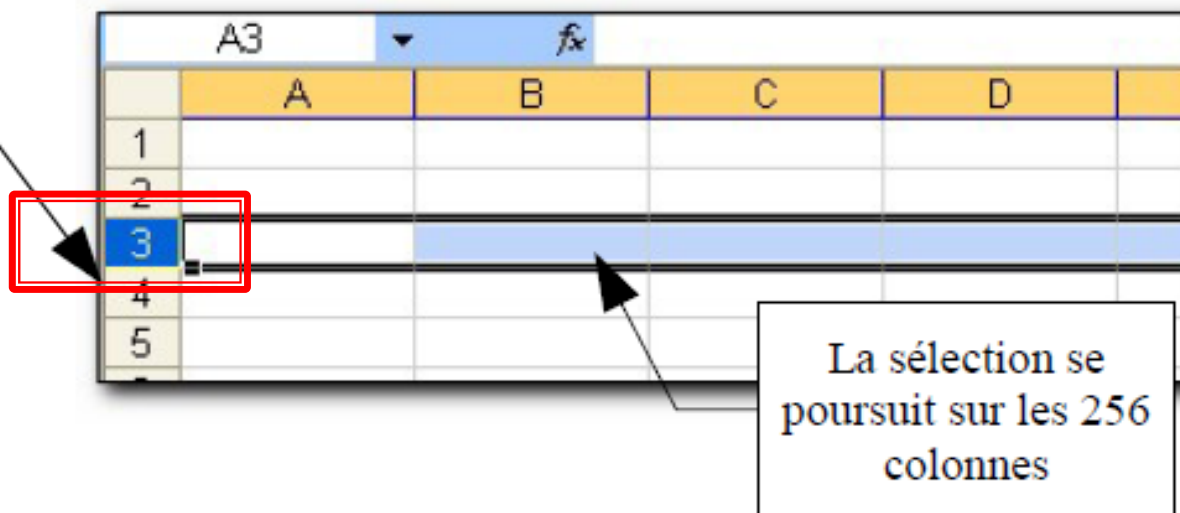 A3 fx
A B C D
1
2
3
4
5
La sélection se
poursuit sur les 256
colonnes